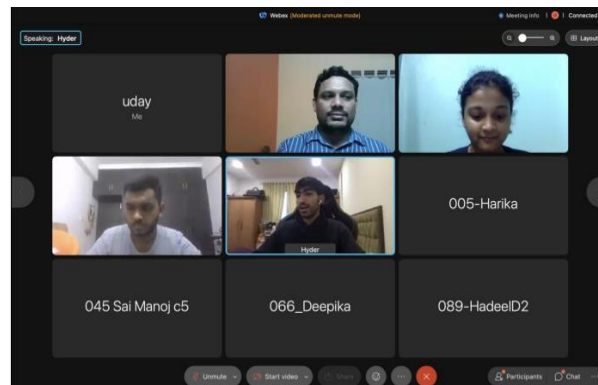 Webex (Moderated unmute mode)
Meeting Info
Connected
Speaking: Hyder
Layout
uday
Me
Hyder
005-Harika
045 Sai Manoj c5
066_Deepika
089-HadeelD2
Unmute
Start video
Share
Participants
Chat